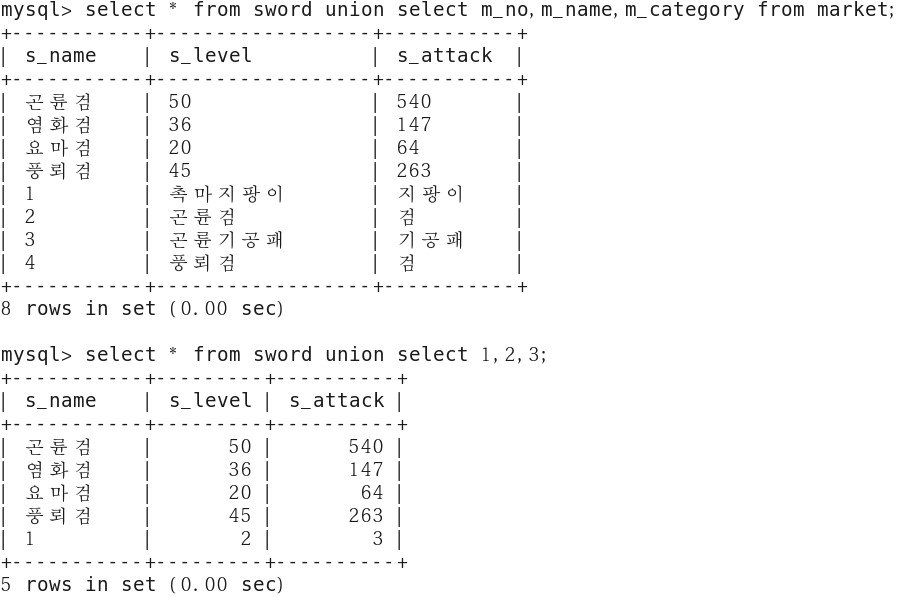 mysql> select * from sword union select m_no,m_name,m_category from market;
+-----------+------------------+-----------+
| s_name    | s_level          | s_attack  |
+-----------+------------------+-----------+
| 곤륜검    | 50               | 540       |
| 염화검    | 36               | 147       |
| 요마검    | 20               | 64        |
| 풍뢰검    | 45               | 263       |
| 1         | 촉마지팡이       | 지팡이    |
| 2         | 곤륜검           | 검        |
| 3         | 곤륜기공패       | 기공패    |
| 4         | 풍뢰검           | 검        |
+-----------+------------------+-----------+
8 rows in set (0.00 sec)
mysql> select * from sword union select 1,2,3;
+-----------+---------+----------+
| s_name    | s_level | s_attack |
+-----------+---------+----------+
| 곤륜검    |      50 |      540 |
| 염화검    |      36 |      147 |
| 요마검    |      20 |       64 |
| 풍뢰검    |      45 |      263 |
| 1         |       2 |        3 |
+-----------+---------+----------+
5 rows in set (0.00 sec)